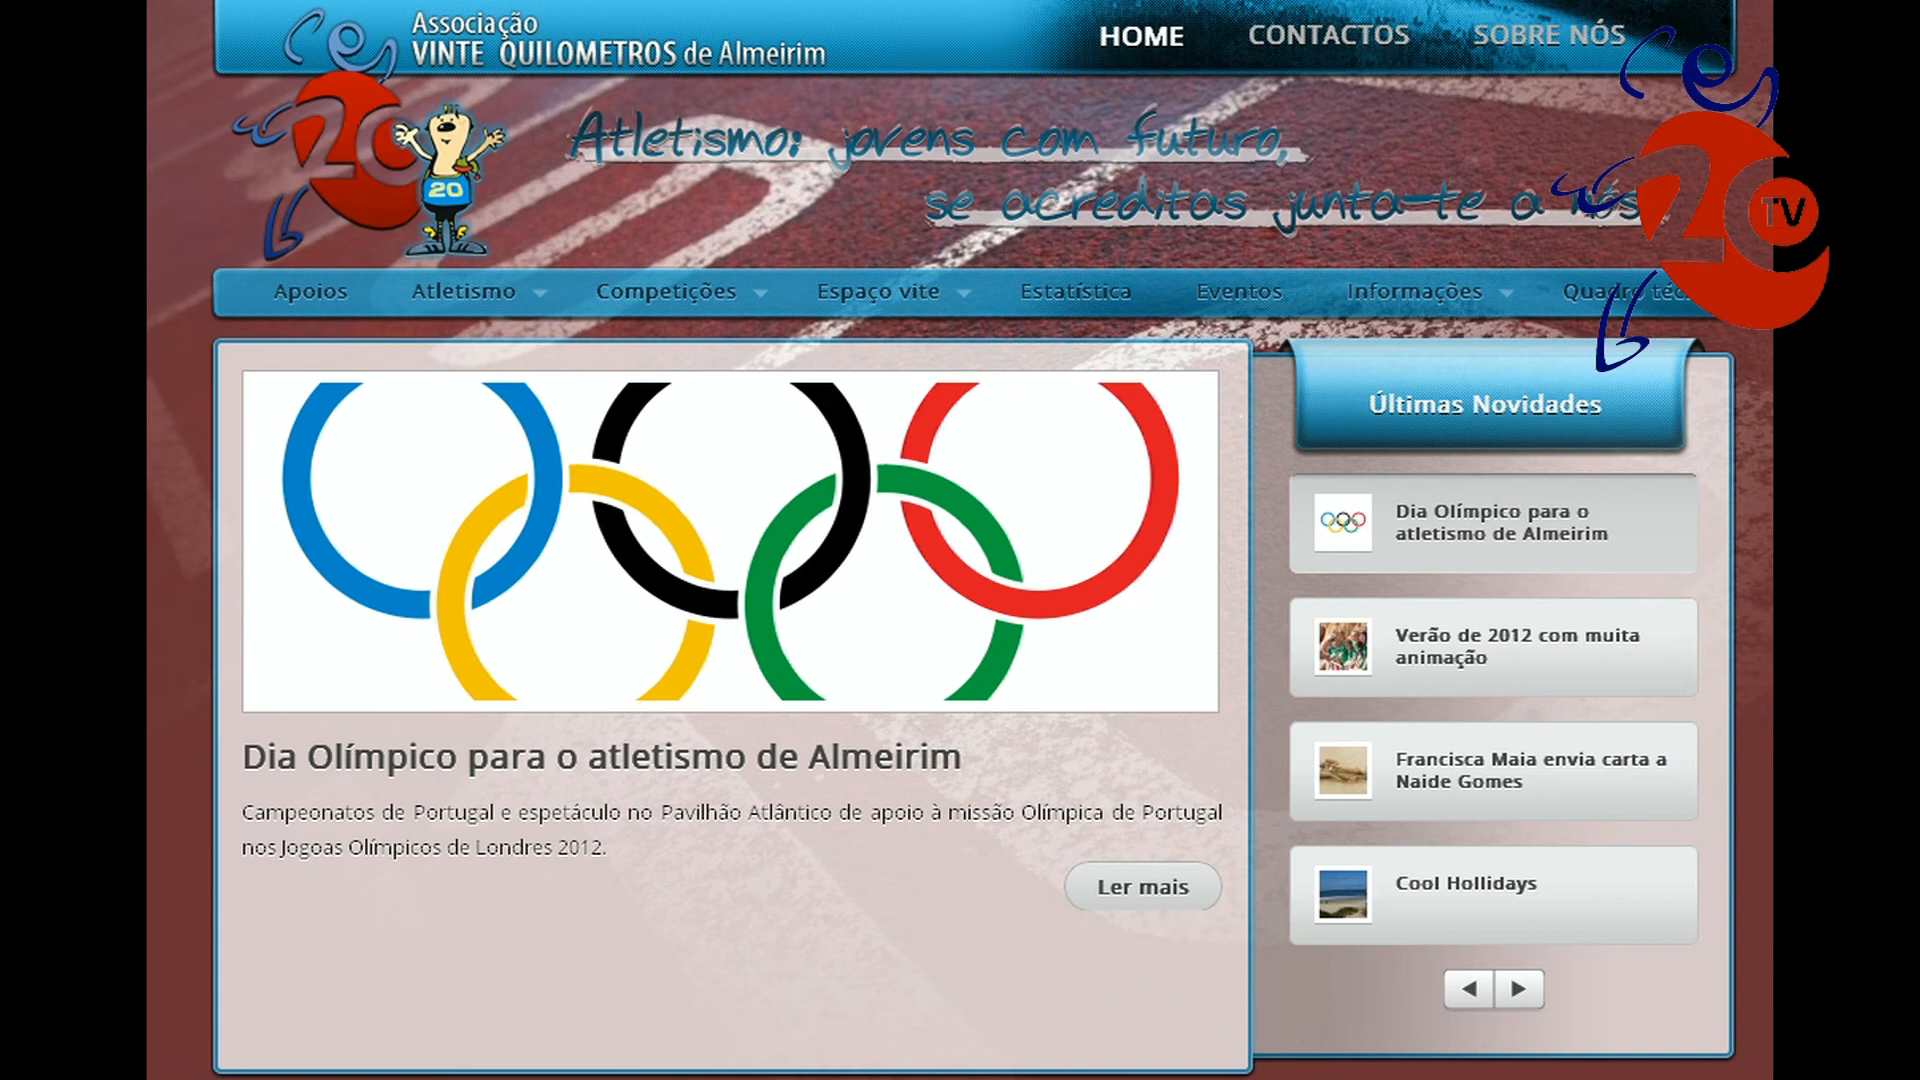 Associação
VINTE QUILOMETROS de Almeirim
HOME CONTACTOS SOBRE NÓS
20
20
Atletismo: jovens com futuro,
se acreditas junta-te a nós
20
TV
Apoios Atletismo Competições Espaço vite Estatística Eventos Informações Quadro téc
Últimas Novidades
Dia Olímpico para o
atletismo de Almeirim
Verão de 2012 com muita
animação
Francisca Maia envia carta a
Naide Gomes
Cool Hollidays
Dia Olímpico para o atletismo de Almeirim
Campeonatos de Portugal e espetáculo no Pavilhão Atlântico de apoio à missão Olímpica de Portugal
nos Jogoas Olímpicos de Londres 2012.
Ler mais